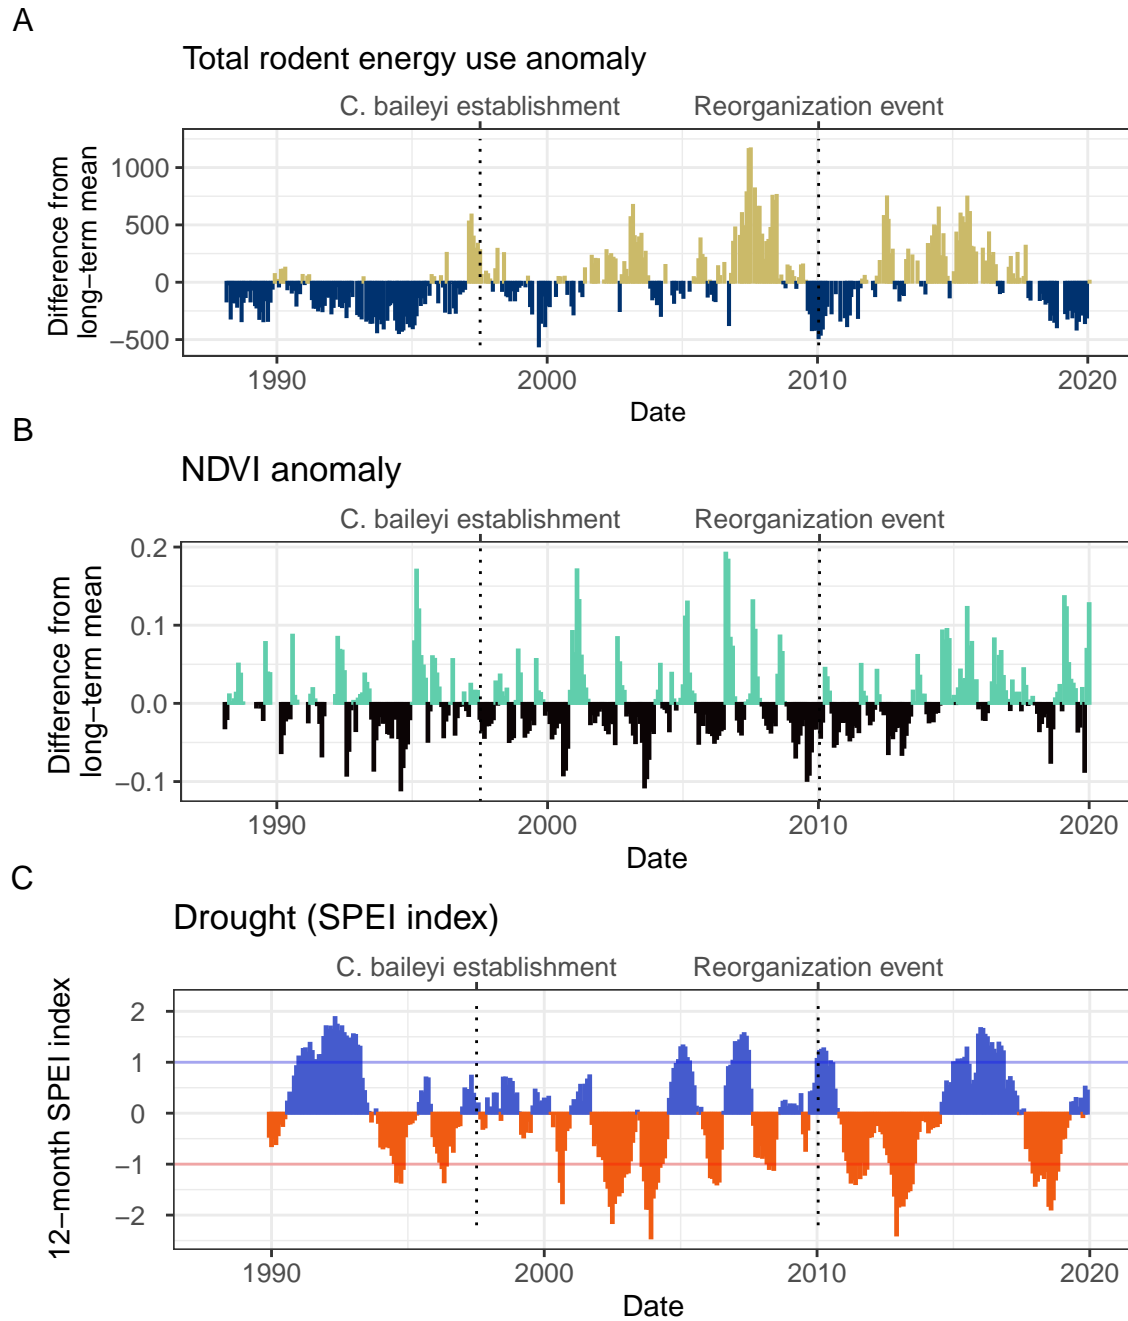 A
Total rodent energy use anomaly
C. baileyi establishment
Reorganization event
Difference from
long−term mean
1000
500
0
−500
1990
2000
2010
2020
Date
B
NDVI anomaly
C. baileyi establishment
Reorganization event
Difference from
long−term mean
0.2
0.1
0.0
−0.1
1990
2000
2010
2020
Date
C
Drought (SPEI index)
C. baileyi establishment
Reorganization event
12−month SPEI index
2
1
0
−1
−2
1990
2000
2010
2020
Date